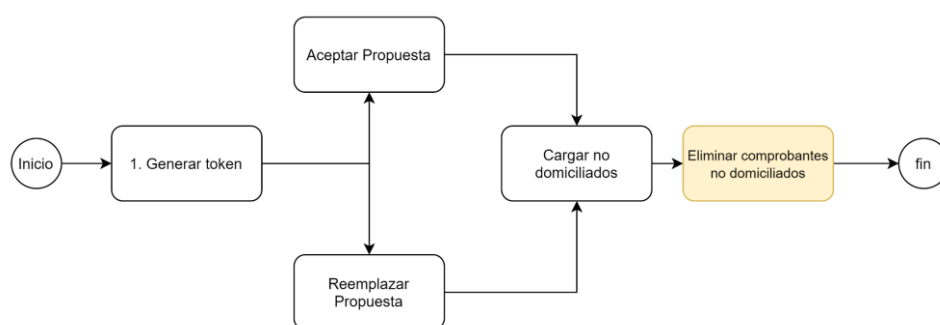 Inicio
1. Generar token
Aceptar Propuesta
Reemplazar
Propuesta
Cargar no
domiciliados
Eliminar comprobantes
no domiciliados
fin